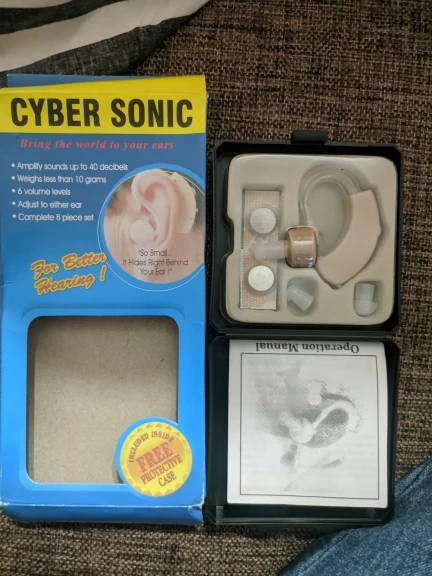 CYBER SONIC
Bring the world to your ears
• Amplify sounds up to 40 decibels
• Weighs less than 10 grams
• 6 volume levels
• Adjust to either ear
• Complete 8 piece set
"So Small...
It Hides Right Behind
Your Ear !"
For Better
Hearing !
INCLUDED INSIDE
FREE
PROTECTIVE
CASE
Operation Manual